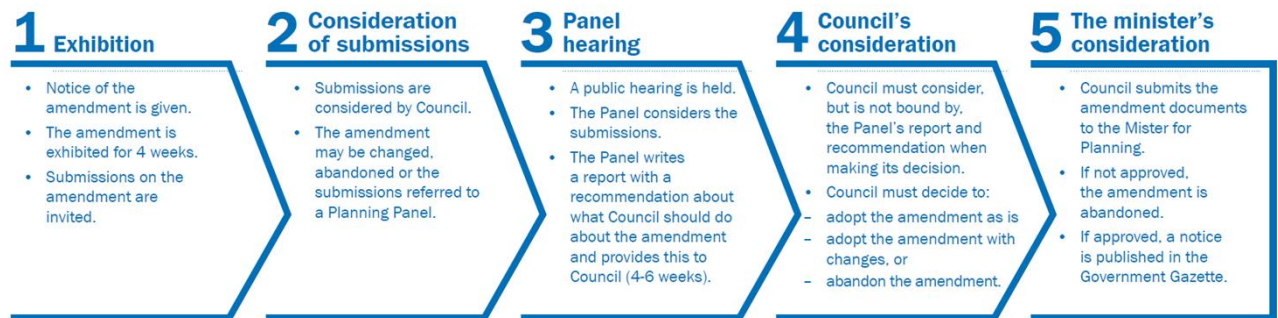 1 Exhibition
• Notice of the
amendment is given.
• The amendment is
exhibited for 4 weeks.
• Submissions on the
amendment are
invited.
2 Consideration
of submissions
• Submissions are
considered by Council.
• The amendment
may be changed,
abandoned or the
submissions referred to
a Planning Panel.
3 Panel
hearing
• A public hearing is held.
• The Panel considers the
submissions.
• The Panel writes
a report with a
recommendation about
what Council should do
about the amendment
and provides this to
Council (4-6 weeks).
4 Council's
consideration
• Council must consider,
but is not bound by,
the Panel's report and
recommendation when
making its decision.
• Council must decide to:
– adopt the amendment as is
– adopt the amendment with
changes, or
– abandon the amendment.
5 The minister's
consideration
• Council submits the
amendment documents
to the Mister for
Planning.
• If not approved,
the amendment is
abandoned.
• If approved, a notice
is published in the
Government Gazette.